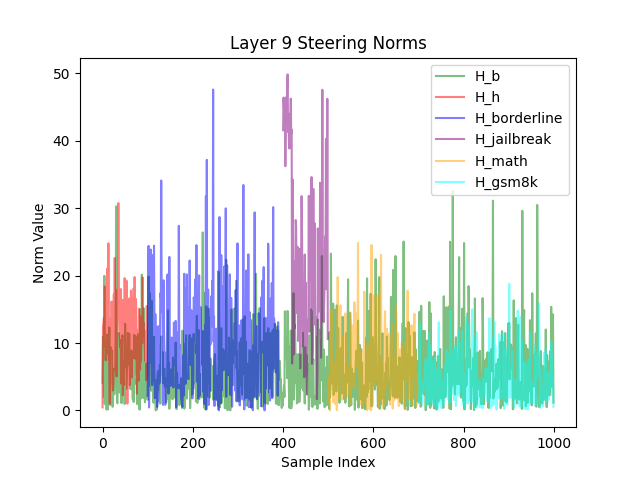 Layer 9 Steering Norms
Norm Value
50
40
30
20
10
0
H_b
H_h
H_borderline
H_jailbreak
H_math
H_gsm8k
0 200 400 600 800 1000
Sample Index